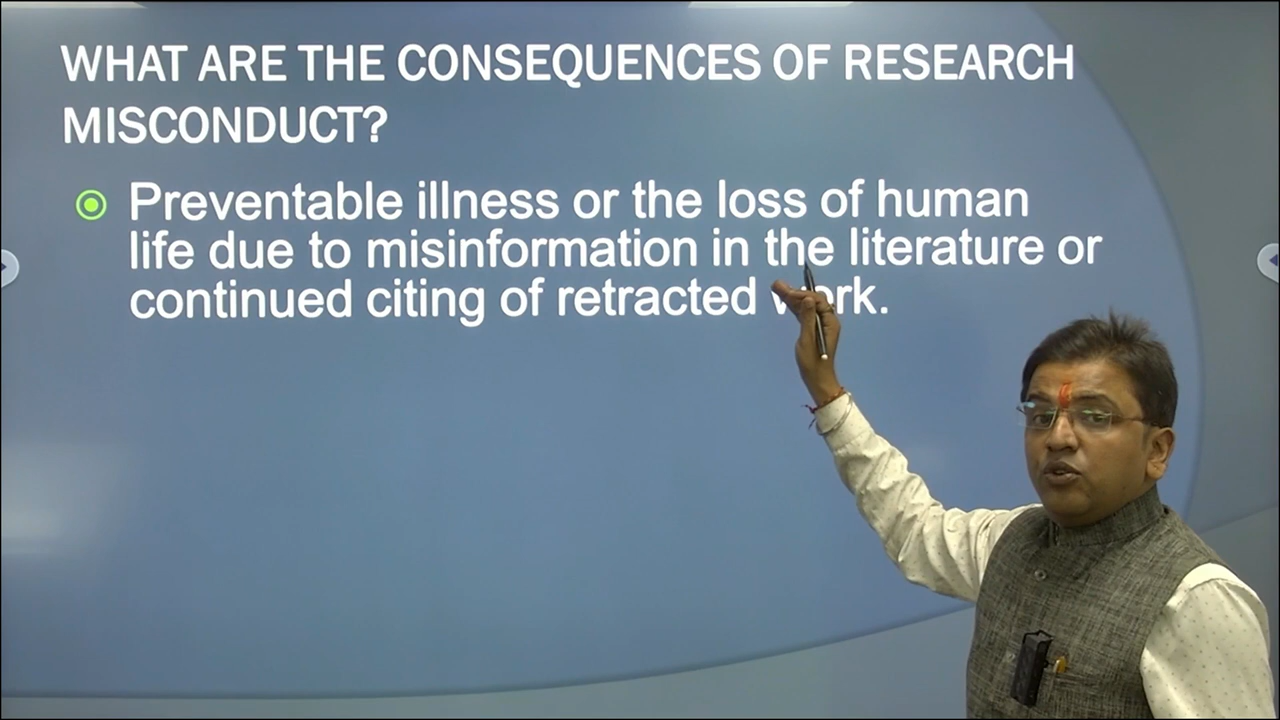 WHAT ARE THE CONSEQUENCES OF RESEARCH
MISCONDUCT?
Preventable illness or the loss of human
life due to misinformation in the literature or
continued citing of retracted work.